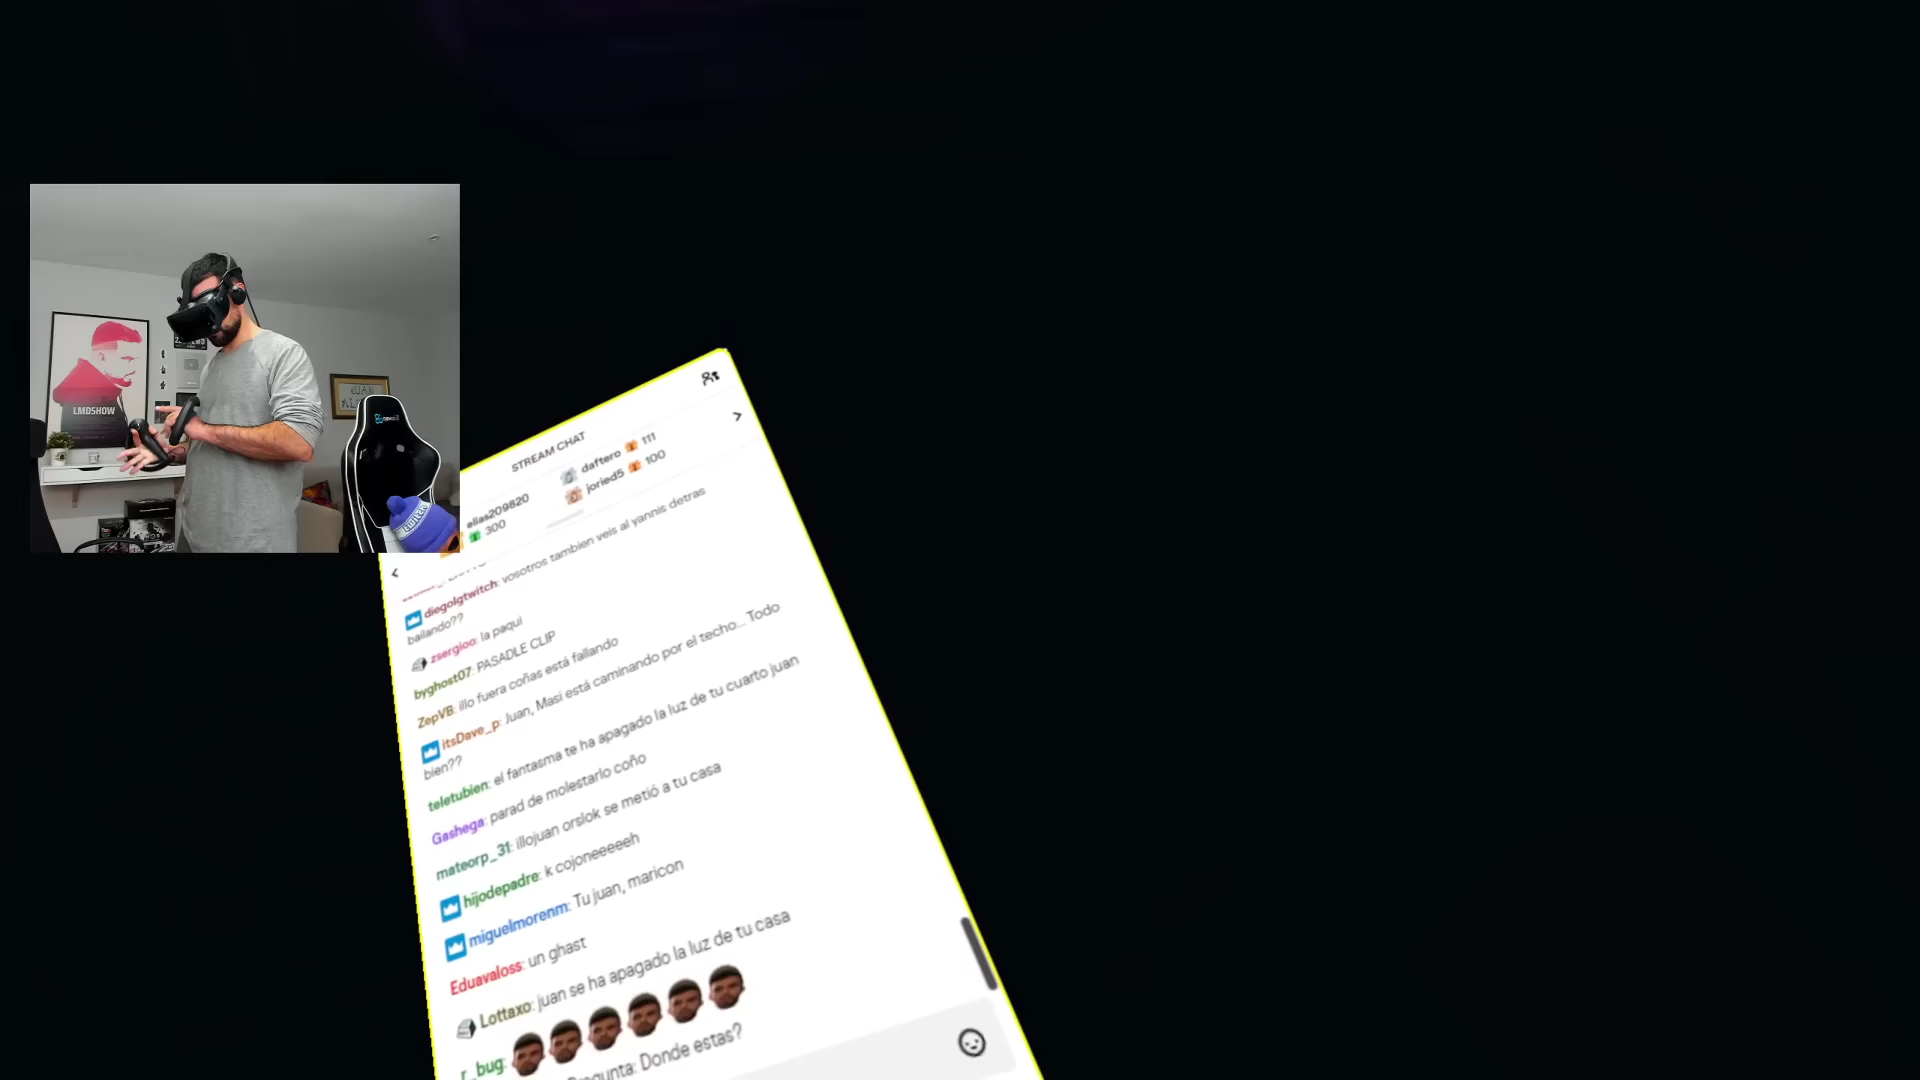 LMDSHOW
JUAN
twitch
STREAM CHAT
elias209820
300
daftero 111
joried5 100
diegolgtwitch: vosotros tambien veis al yannis detras
bailando??
zsergioo: la paqui
byghost07: PASADLE CLIP
ZepVB: illo fuera coñas está fallando
itsDave_p: Juan, Masi está caminando por el techo... Todo
bien??
teletubien: el fantasma te ha apagado la luz de tu cuarto juan
Gashega: parad de molestarlo coño
mateorp_31: illojuan orslok se metió a tu casa
hijodepadre: k cojoneeeeeh
miguelmorenm: Tu juan, maricon
Eduavaloss: un ghast
Lottaxo: juan se ha apagado la luz de tu casa
r_bug:
Pregunta: Donde estas?